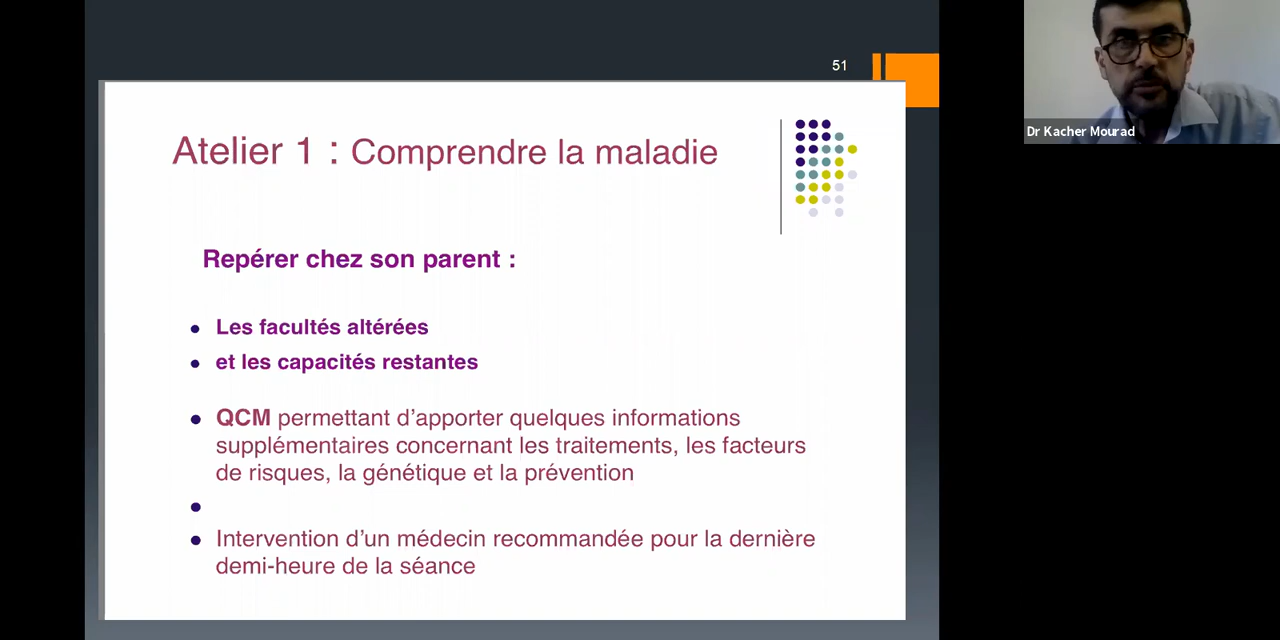 51
Atelier 1 : Comprendre la maladie
Repérer chez son parent :
• Les facultés altérées
• et les capacités restantes
• QCM permettant d’apporter quelques informations
supplémentaires concernant les traitements, les facteurs
de risques, la génétique et la prévention
•
• Intervention d’un médecin recommandée pour la dernière
demi-heure de la séance
Dr Kacher Mourad